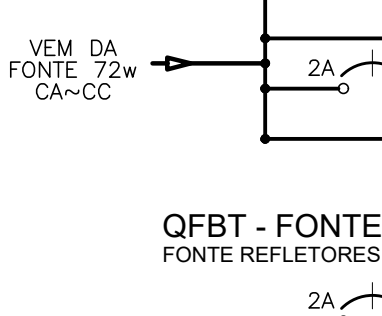 VEM DA
FONTE 72w
CA~CC
2A
QFBT - FONTE
FONTE REFLETORES
2A